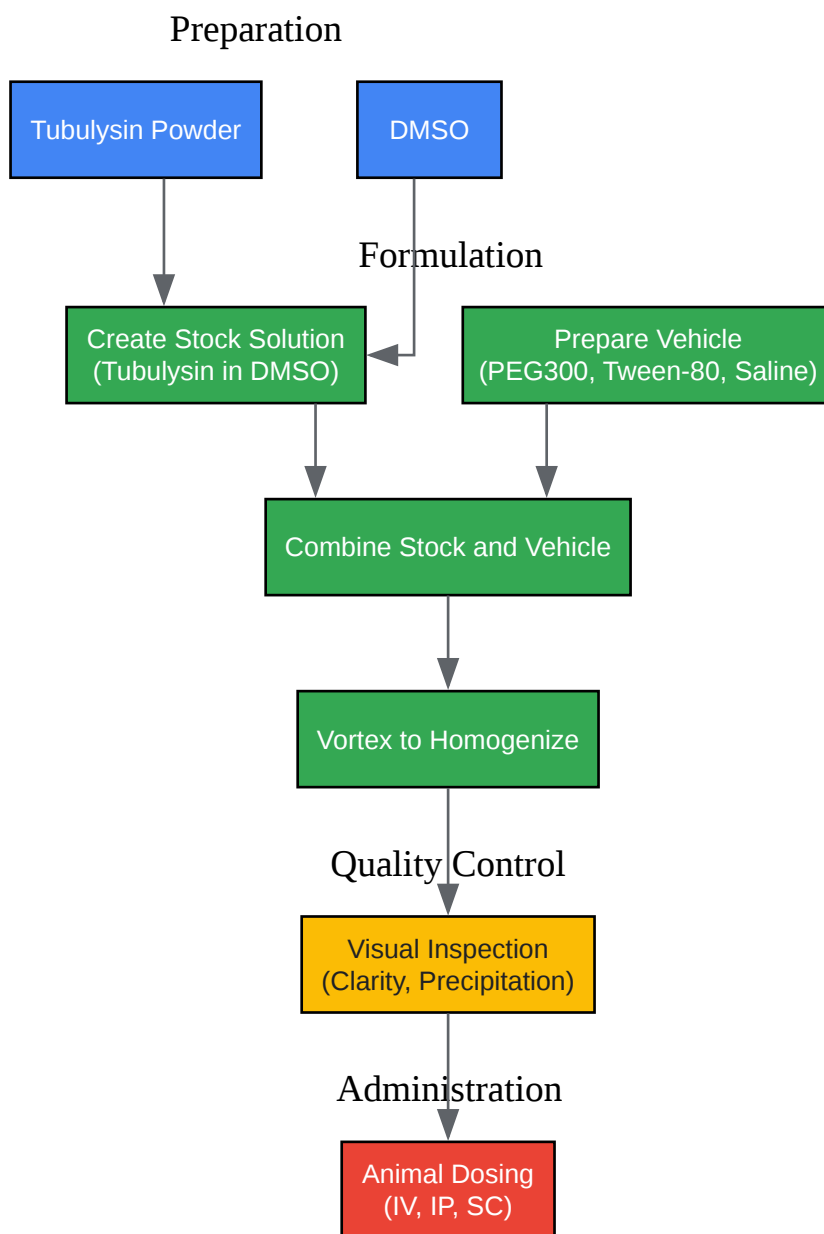 Preparation
Tubulysin Powder
DMSO
Formulation
Create Stock Solution
(Tubulysin in DMSO)
Prepare Vehicle
(PEG300, Tween-80, Saline)
Combine Stock and Vehicle
Vortex to Homogenize
Quality Control
Visual Inspection
(Clarity, Precipitation)
Administration
Animal Dosing
(IV, IP, SC)